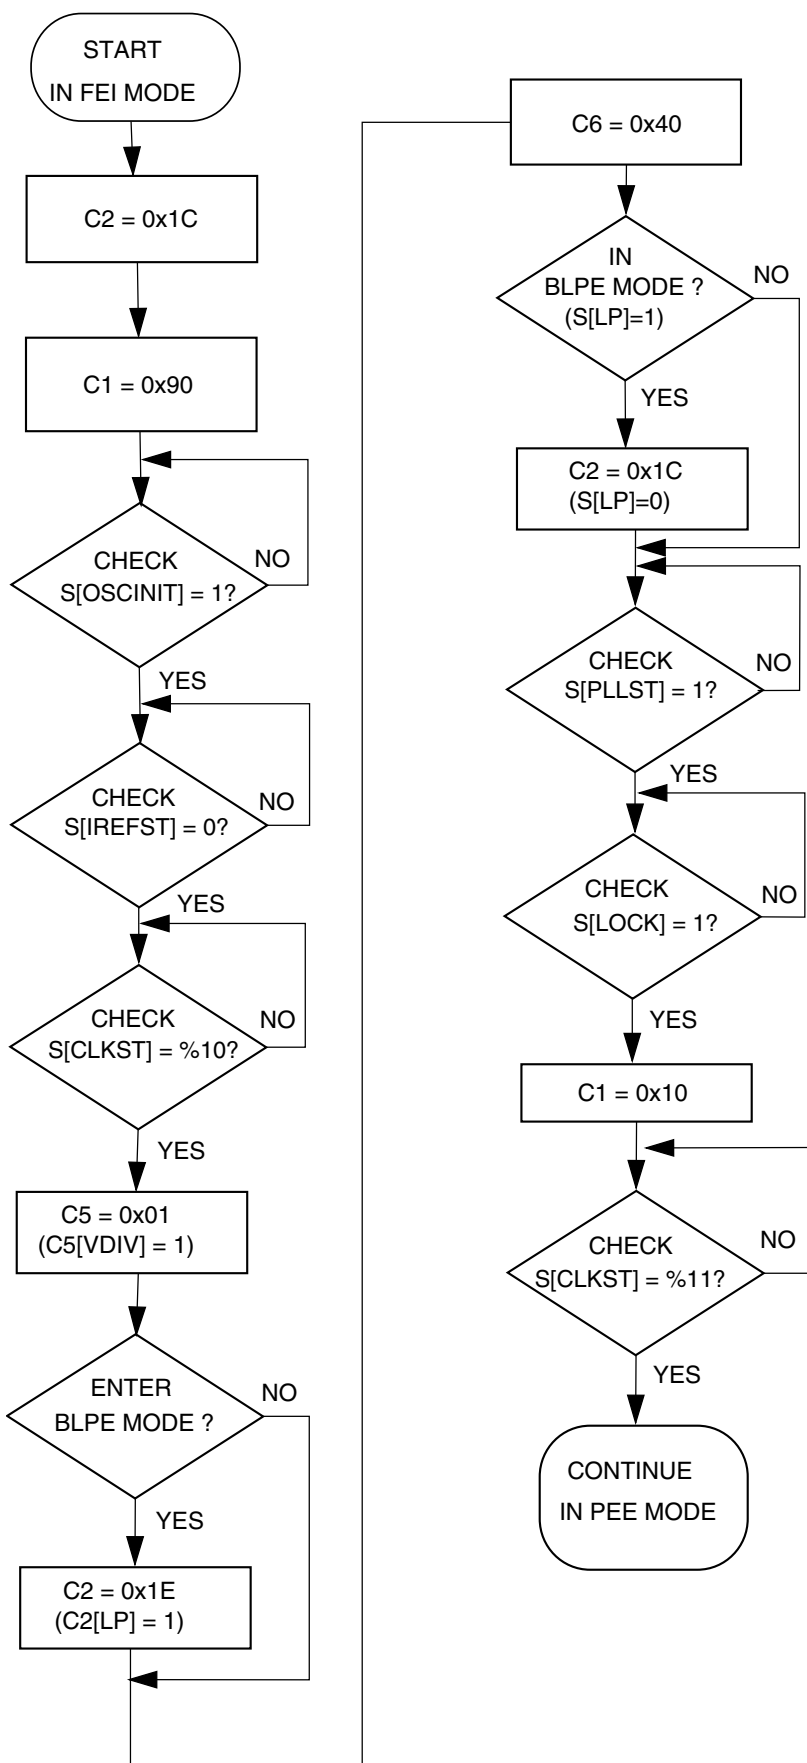 START
IN FEI MODE
C2 = 0x1C
C1 = 0x90
CHECK
S[OSCINIT] = 1?
NO
YES
CHECK
S[IREFST] = 0?
NO
YES
CHECK
S[CLKST] = %10?
NO
YES
C5 = 0x01
(C5[VDIV] = 1)
ENTER
BLPE MODE ?
NO
YES
C2 = 0x1E
(C2[LP] = 1)
C6 = 0x40
IN
BLPE MODE ?
(S[LP]=1)
NO
YES
C2 = 0x1C
(S[LP]=0)
CHECK
S[PLLST] = 1?
NO
YES
CHECK
S[LOCK] = 1?
NO
YES
C1 = 0x10
CHECK
S[CLKST] = %11?
NO
YES
CONTINUE
IN PEE MODE